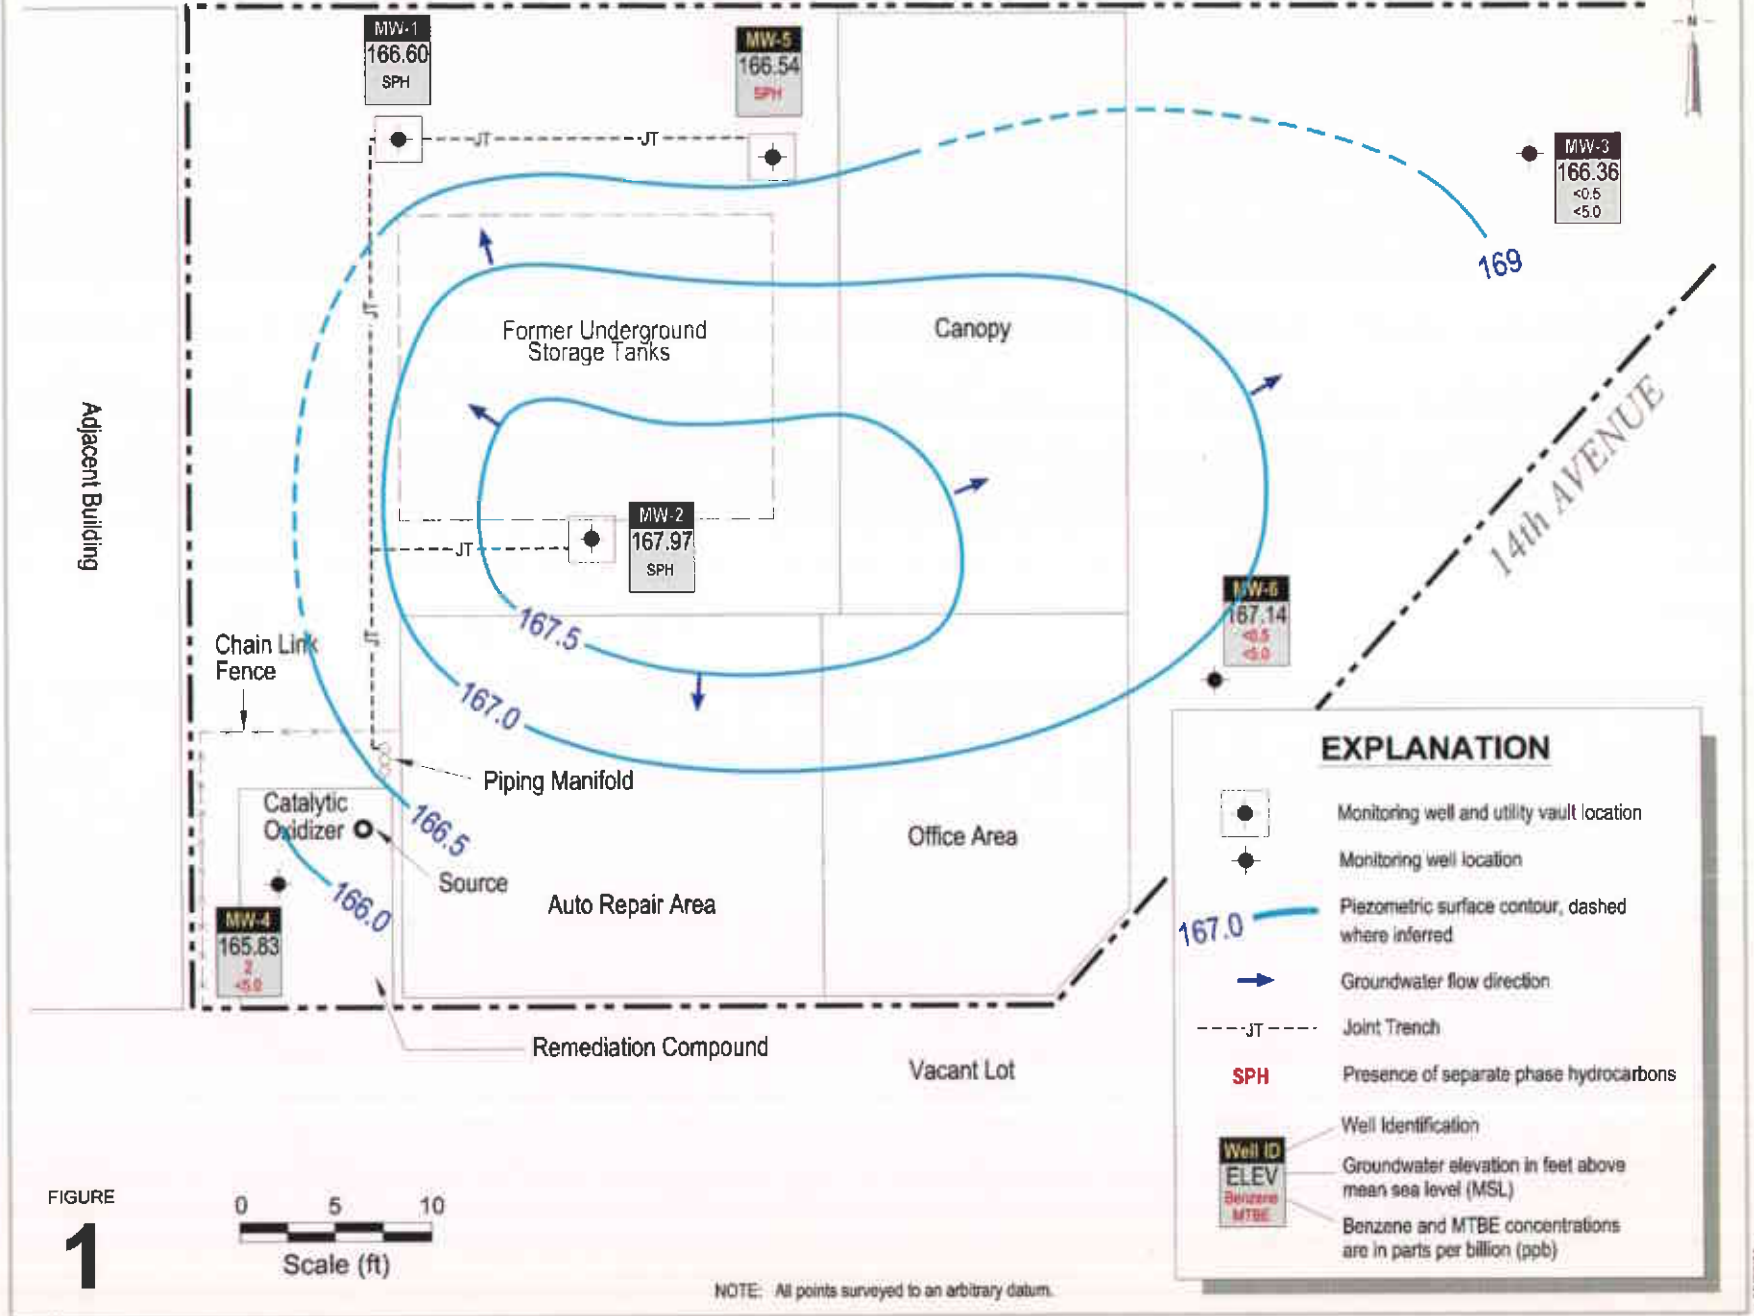 MW-1
166.60
SPH
MW-5
166.54
SPH
N
MW-3
166.36
<0.5
<5.0
JT
JT
169
JT
Former Underground
Storage Tanks
Canopy
Adjacent Building
14th AVENUE
MW-2
167.97
SPH
JT
MW-6
167.14
<0.5
<5.0
167.5
JT
Chain Link
Fence
167.0
Piping Manifold
Catalytic
Oxidizer
166.5
Source
166.0
Office Area
Auto Repair Area
MW-4
165.83
2
<5.0
Remediation Compound
Vacant Lot
EXPLANATION
Monitoring well and utility vault location
Monitoring well location
167.0
Piezometric surface contour, dashed
where inferred
Groundwater flow direction
JT
Joint Trench
SPH
Presence of separate phase hydrocarbons
Well ID
ELEV
Benzene
MTBE
Well Identification
Groundwater elevation in feet above
mean sea level (MSL)
Benzene and MTBE concentrations
are in parts per billion (ppb)
FIGURE
1
0 5 10
Scale (ft)
NOTE: All points surveyed to an arbitrary datum.